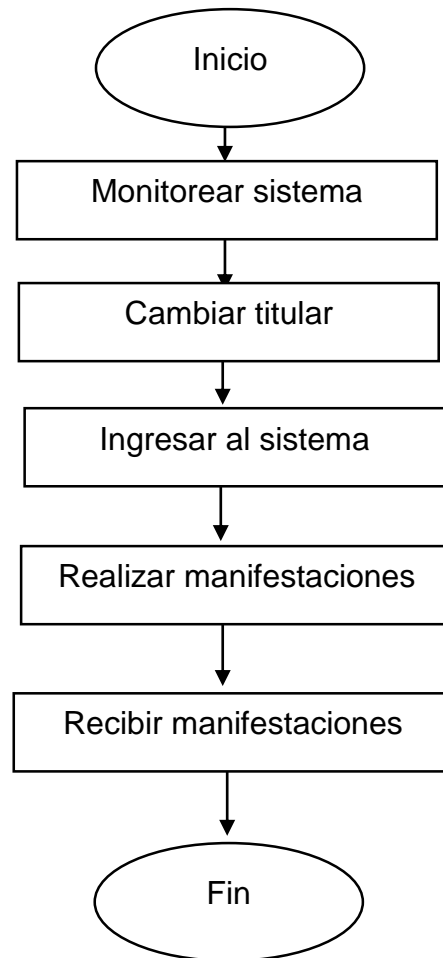 Inicio
Monitorear sistema
Cambiar titular
Ingresar al sistema
Realizar manifestaciones
Recibir manifestaciones
Fin